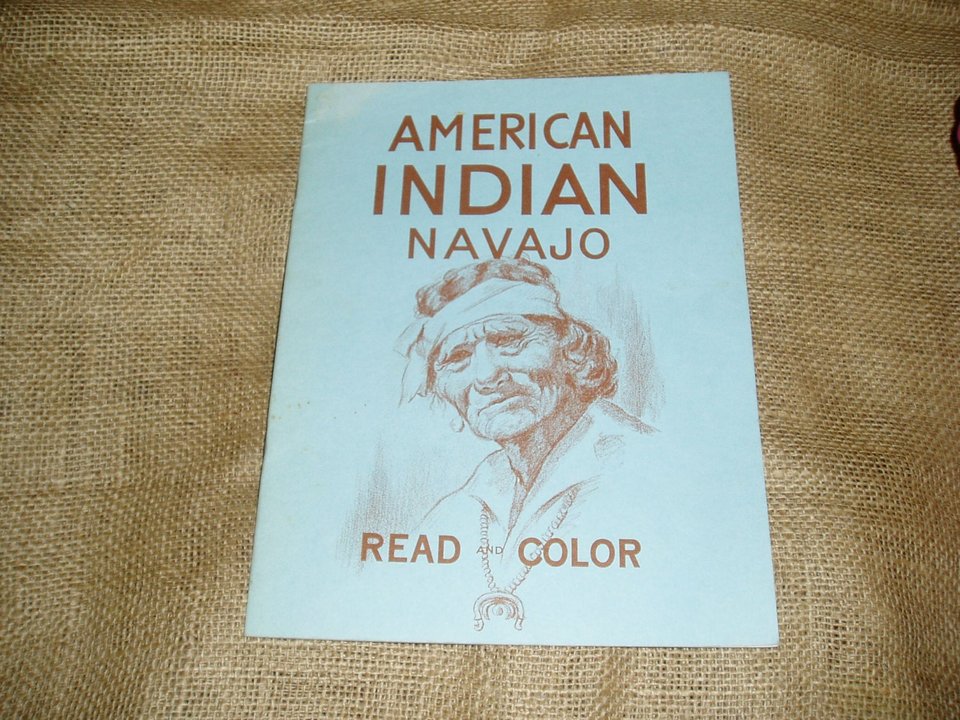 AMERICAN
INDIAN
NAVAJO
READ AND COLOR